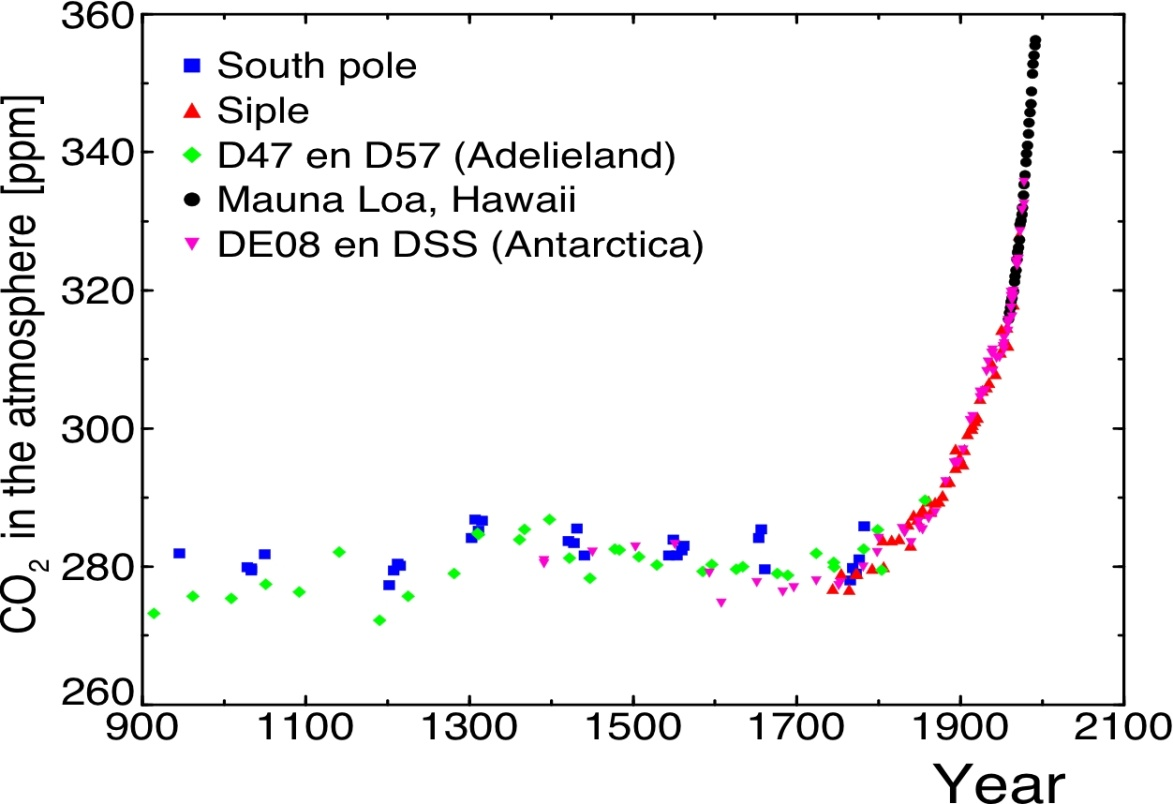 CO2 in the atmosphere [ppm]
360
340
320
300
280
260
South pole
Siple
D47 en D57 (Adelieland)
Mauna Loa, Hawaii
DE08 en DSS (Antarctica)
900 1100 1300 1500 1700 1900 2100
Year